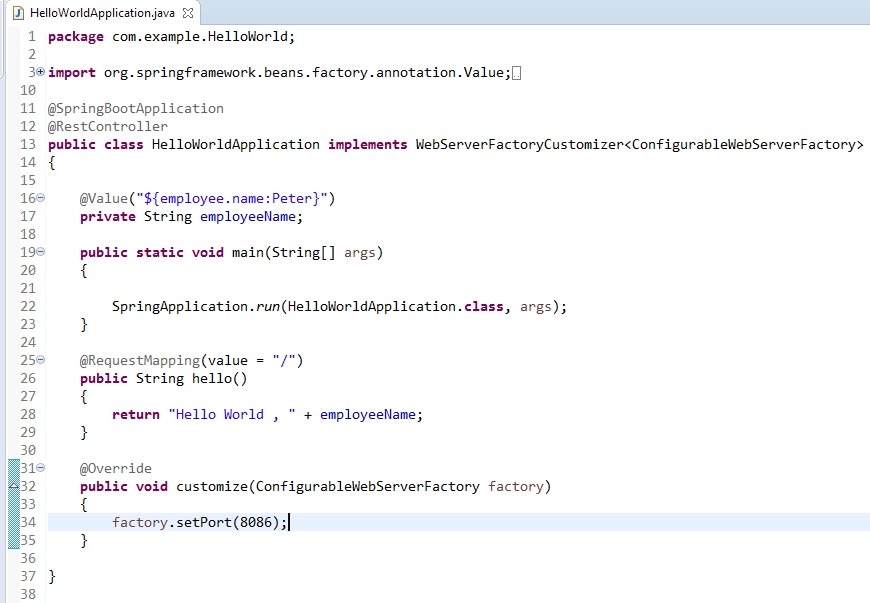 HelloWorldApplication.java
1 package com.example.HelloWorld;
2
3 import org.springframework.beans.factory.annotation.Value;
10
11 @SpringBootApplication
12 @RestController
13 public class HelloWorldApplication implements WebServerFactoryCustomizer<ConfigurableWebServerFactory>
14 {
15
16     @Value("${employee.name:Peter}")
17     private String employeeName;
18
19     public static void main(String[] args)
20     {
21
22         SpringApplication.run(HelloWorldApplication.class, args);
23     }
24
25     @RequestMapping(value = "/")
26     public String hello()
27     {
28         return "Hello World , " + employeeName;
29     }
30
31     @Override
32     public void customize(ConfigurableWebServerFactory factory)
33     {
34         factory.setPort(8086);
35     }
36
37 }
38